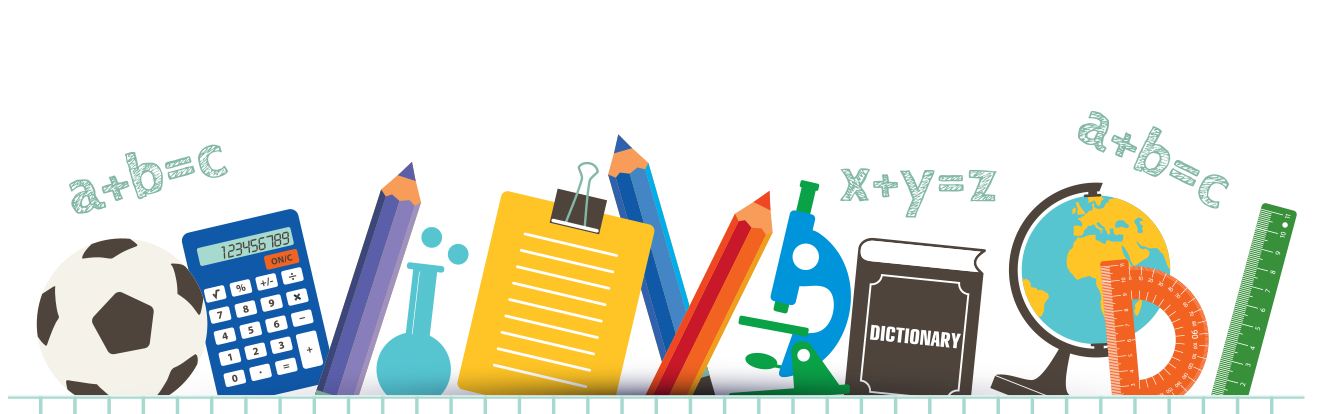 a+b=c
123456789
ON/C
√ % +/- ÷
7 8 9 ×
4 5 6 −
1 2 3 +
0 . =
x+y=z
DICTIONARY
a+b=c